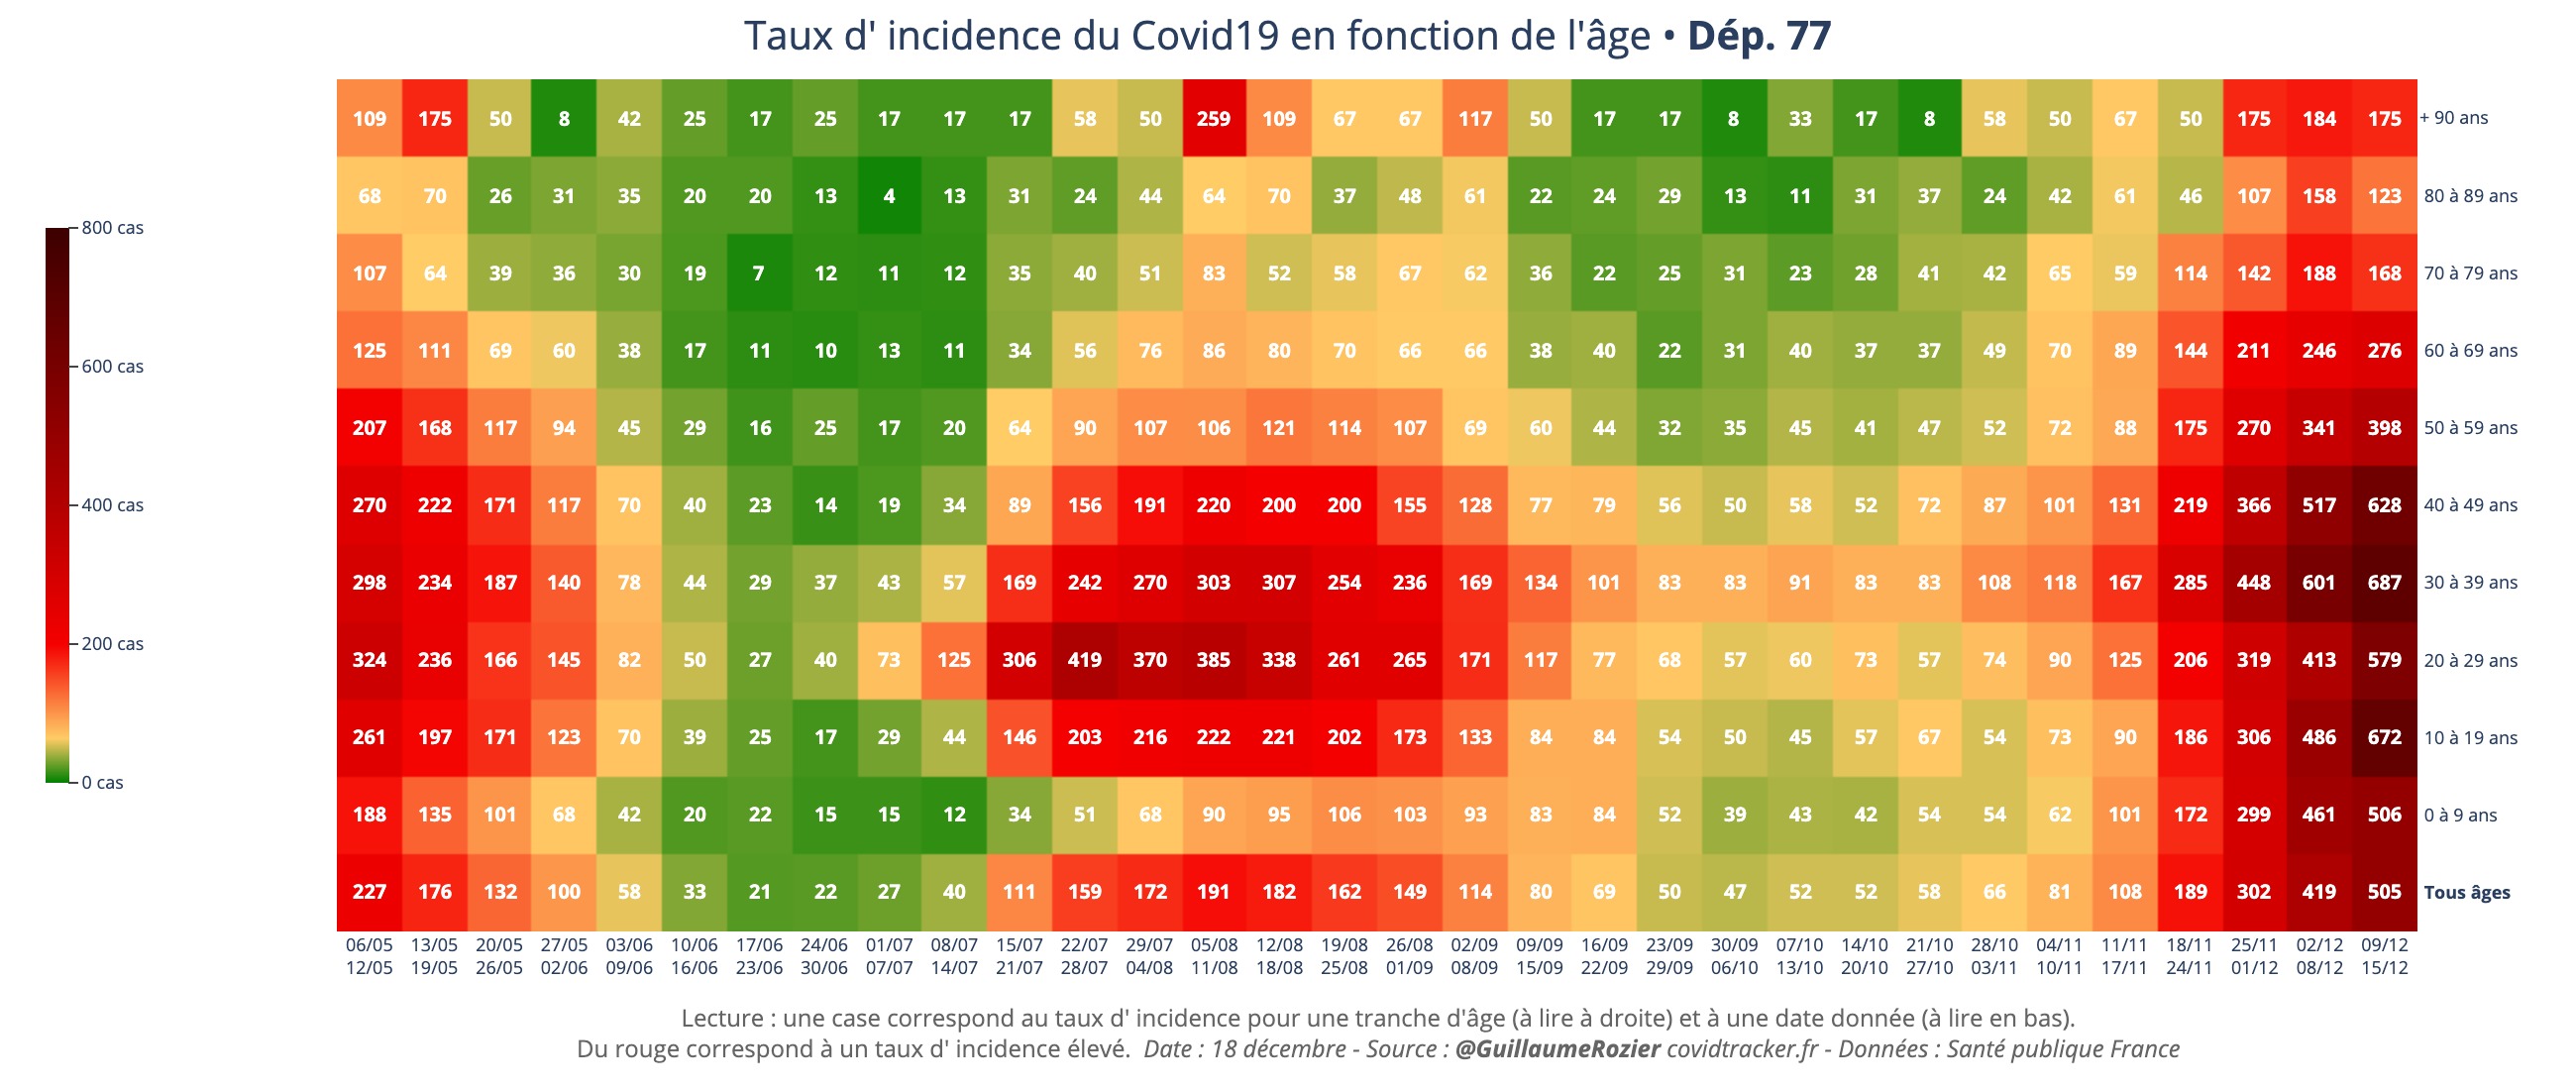 Taux d' incidence du Covid19 en fonction de l'âge • Dép. 77
800 cas
600 cas
400 cas
200 cas
0 cas
109 175 50 8 42 25 17 25 17 17 17 58 50 259 109 67 67 117 50 17 17 8 33 17 8 58 50 67 50 175 184 175 + 90 ans
68 70 26 31 35 20 20 13 4 13 31 24 44 64 70 37 48 61 22 24 29 13 11 31 37 24 42 61 46 107 158 123 80 à 89 ans
107 64 39 36 30 19 7 12 11 12 35 40 51 83 52 58 67 62 36 22 25 31 23 28 41 42 65 59 114 142 188 168 70 à 79 ans
125 111 69 60 38 17 11 10 13 11 34 56 76 86 80 70 66 66 38 40 22 31 40 37 37 49 70 89 144 211 246 276 60 à 69 ans
207 168 117 94 45 29 16 25 17 20 64 90 107 106 121 114 107 69 60 44 32 35 45 41 47 52 72 88 175 270 341 398 50 à 59 ans
270 222 171 117 70 40 23 14 19 34 89 156 191 220 200 200 155 128 77 79 56 50 58 52 72 87 101 131 219 366 517 628 40 à 49 ans
298 234 187 140 78 44 29 37 43 57 169 242 270 303 307 254 236 169 134 101 83 83 91 83 83 108 118 167 285 448 601 687 30 à 39 ans
324 236 166 145 82 50 27 40 73 125 306 419 370 385 338 261 265 171 117 77 68 57 60 73 57 74 90 125 206 319 413 579 20 à 29 ans
261 197 171 123 70 39 25 17 29 44 146 203 216 222 221 202 173 133 84 84 54 50 45 57 67 54 73 90 186 306 486 672 10 à 19 ans
188 135 101 68 42 20 22 15 15 12 34 51 68 90 95 106 103 93 83 84 52 39 43 42 54 54 62 101 172 299 461 506 0 à 9 ans
227 176 132 100 58 33 21 22 27 40 111 159 172 191 182 162 149 114 80 69 50 47 52 52 58 66 81 108 189 302 419 505 Tous âges
06/05 13/05 20/05 27/05 03/06 10/06 17/06 24/06 01/07 08/07 15/07 22/07 29/07 05/08 12/08 19/08 26/08 02/09 09/09 16/09 23/09 30/09 07/10 14/10 21/10 28/10 04/11 11/11 18/11 25/11 02/12 09/12
12/05 19/05 26/05 02/06 09/06 16/06 23/06 30/06 07/07 14/07 21/07 28/07 04/08 11/08 18/08 25/08 01/09 08/09 15/09 22/09 29/09 06/10 13/10 20/10 27/10 03/11 10/11 17/11 24/11 01/12 08/12 15/12
Lecture : une case correspond au taux d' incidence pour une tranche d'âge (à lire à droite) et à une date donnée (à lire en bas).
Du rouge correspond à un taux d' incidence élevé. Date : 18 décembre - Source : @GuillaumeRozier covidtracker.fr - Données : Santé publique France